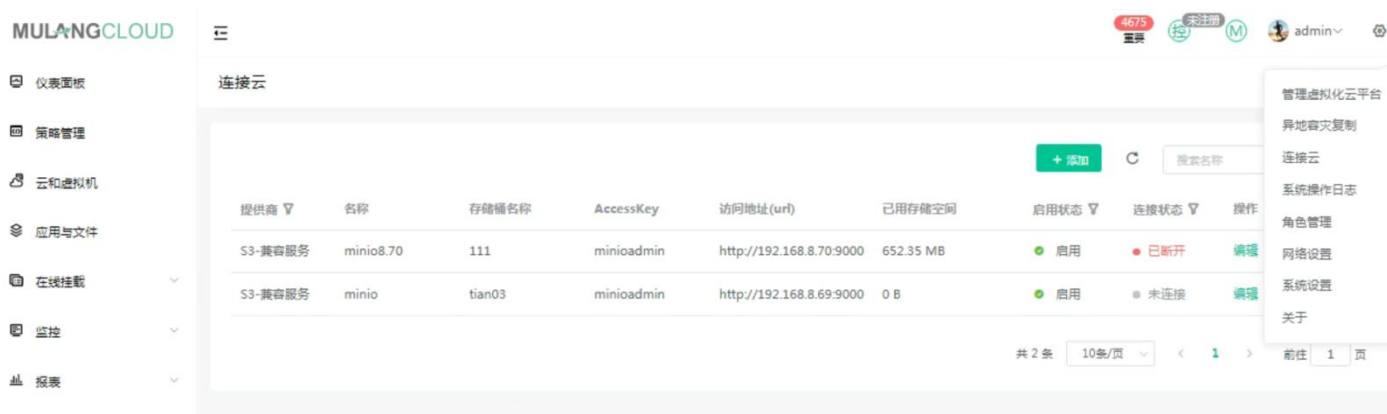 MULANGCLOUD
4675
重要
控
未注册
M
admin
仪表面板
策略管理
云和虚拟机
应用与文件
在线挂载
监控
报表
连接云
+ 添加
搜索名称
提供商 名称 存储桶名称 AccessKey 访问地址(url) 已用存储空间 启用状态 连接状态 操作
S3-兼容服务 minio8.70 111 minioadmin http://192.168.8.70:9000 652.35 MB 启用 已断开 编辑
S3-兼容服务 minio tian03 minioadmin http://192.168.8.69:9000 0 B 启用 未连接 编辑
共 2 条 10条/页 < 1 > 前往 1 页
管理虚拟化云平台
异地容灾复制
连接云
系统操作日志
角色管理
网络设置
系统设置
关于